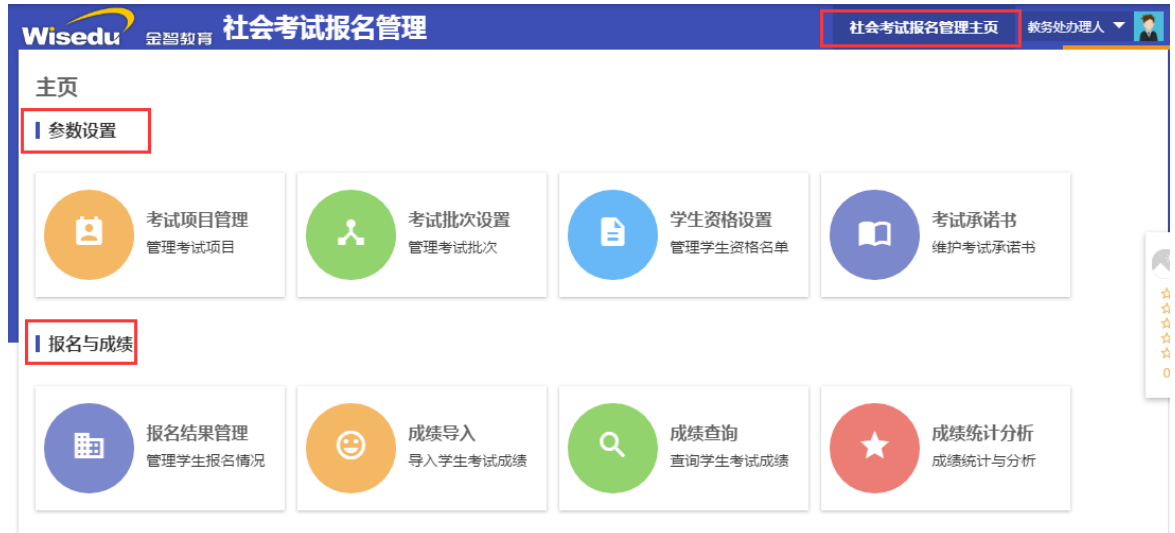 Wisedu 金智教育 社会考试报名管理 社会考试报名管理主页 教务处办理人
主页
参数设置
考试项目管理 考试批次设置 学生资格设置 考试承诺书
管理考试项目 管理考试批次 管理学生资格名单 维护考试承诺书
报名与成绩
0
报名结果管理 成绩导入 成绩查询 成绩统计分析
管理学生报名情况 导入学生考试成绩 查询学生考试成绩 成绩统计与分析